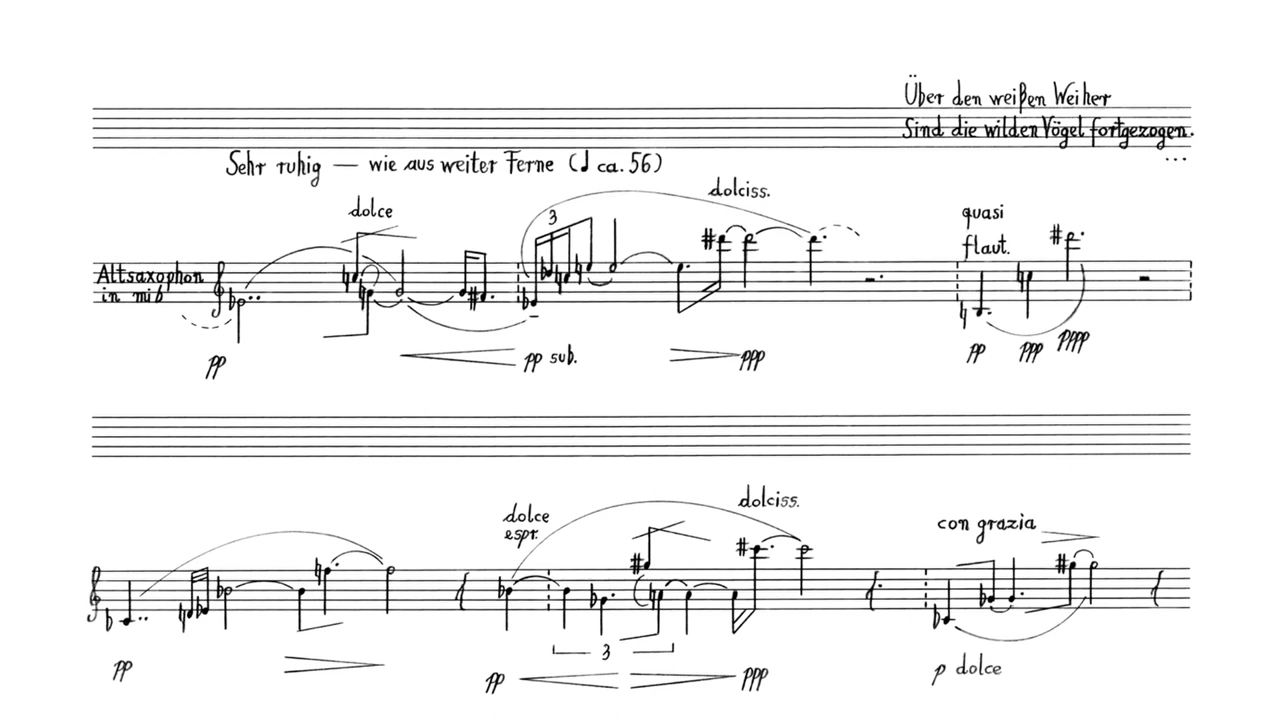 Über den weißen Weiher
Sind die wilden Vögel fortgezogen.
...
Sehr ruhig — wie aus weiter Ferne (♩ ca. 56)
dolce
3
dolciss.
quasi
flaut.
Altsaxophon
in mib
pp
pp sub.
ppp
pp
ppp
pppp
dolce
espr.
dolciss.
con grazia
3
pp
pp
ppp
p dolce